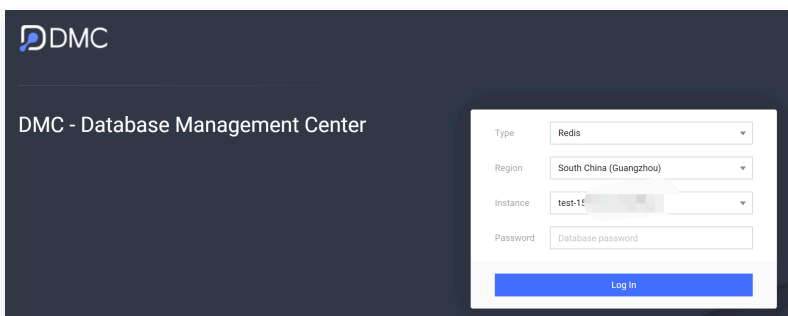 DMC
DMC - Database Management Center
Type Redis
Region South China (Guangzhou)
Instance test-15
Password Database password
Log In